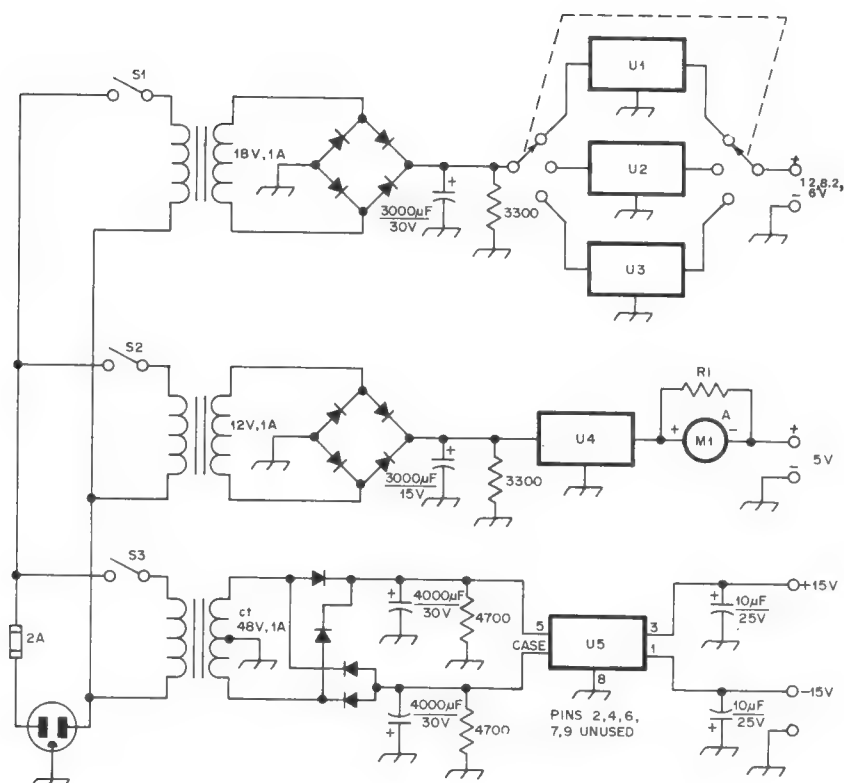 S1
18V, 1A
3000µF
30V
+
3300
U1
U2
U3
+
12, 8.2,
6V
-
S2
12V, 1A
3000µF
15V
+
3300
U4
R1
A
+ M1 -
+
5V
-
S3
ct
48V, 1A
+
4000µF
30V
4700
5
CASE
U5
3
1
8
PINS 2,4,6,
7,9 UNUSED
+
10µF
25V
+15V
2A
4000µF
30V
+
4700
10µF
25V
+
-15V